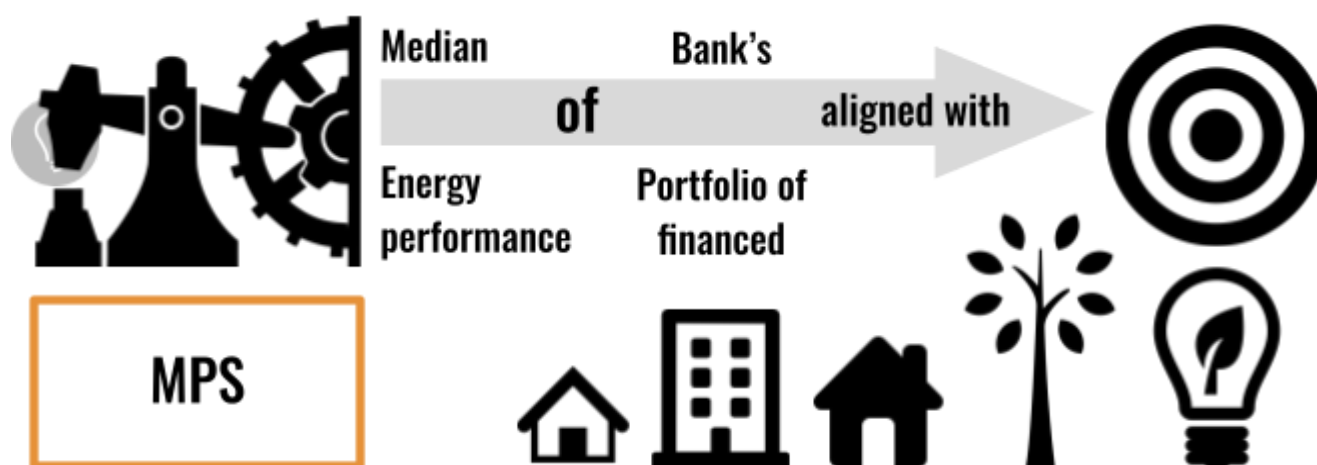 Median
Bank’s
of
aligned with
Energy
performance
Portfolio of
financed
MPS